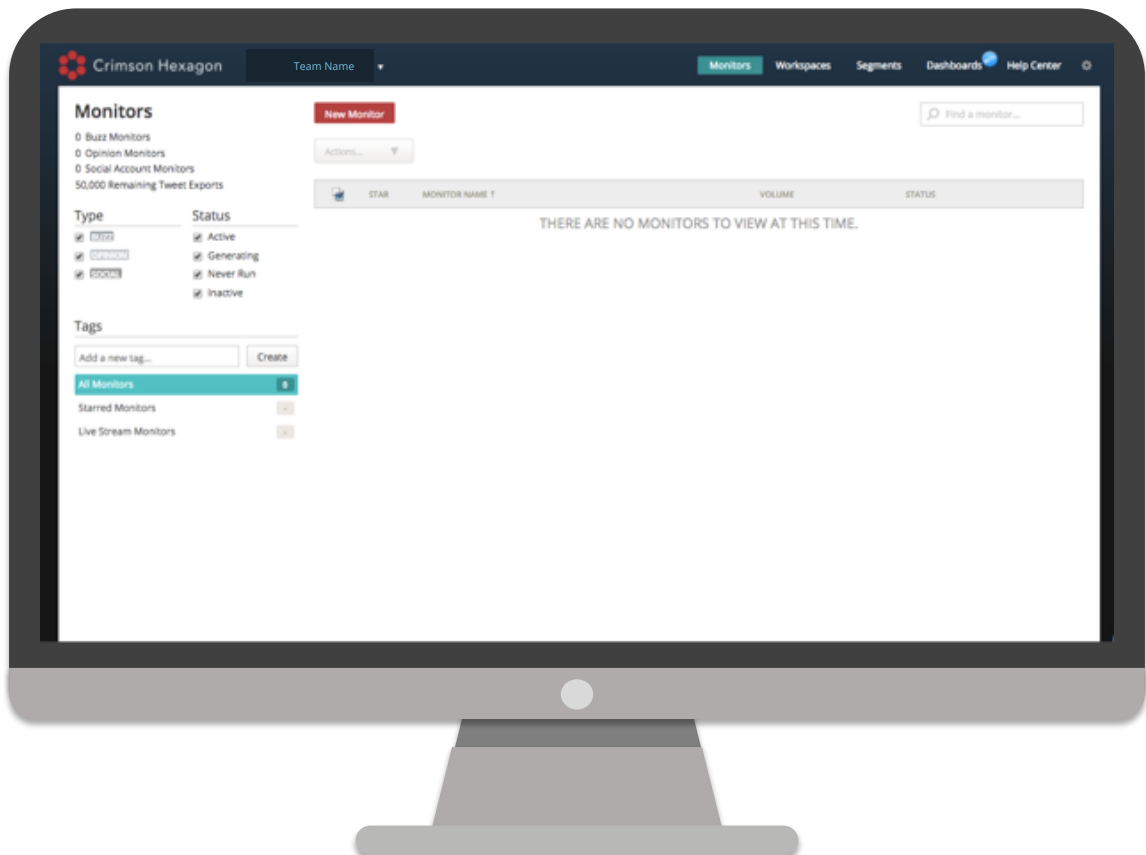 Crimson Hexagon
Team Name
Monitors Workspaces Segments Dashboards Help Center
Monitors
0 Buzz Monitors
0 Opinion Monitors
0 Social Account Monitors
50,000 Remaining Tweet Exports
Type
BUZZ
OPINION
SOCIAL
Status
Active
Generating
Never Run
Inactive
Tags
Add a new tag...
Create
All Monitors 0
Starred Monitors -
Live Stream Monitors -
New Monitor
Find a monitor...
Actions...
STAR MONITOR NAME ↑ VOLUME STATUS
THERE ARE NO MONITORS TO VIEW AT THIS TIME.